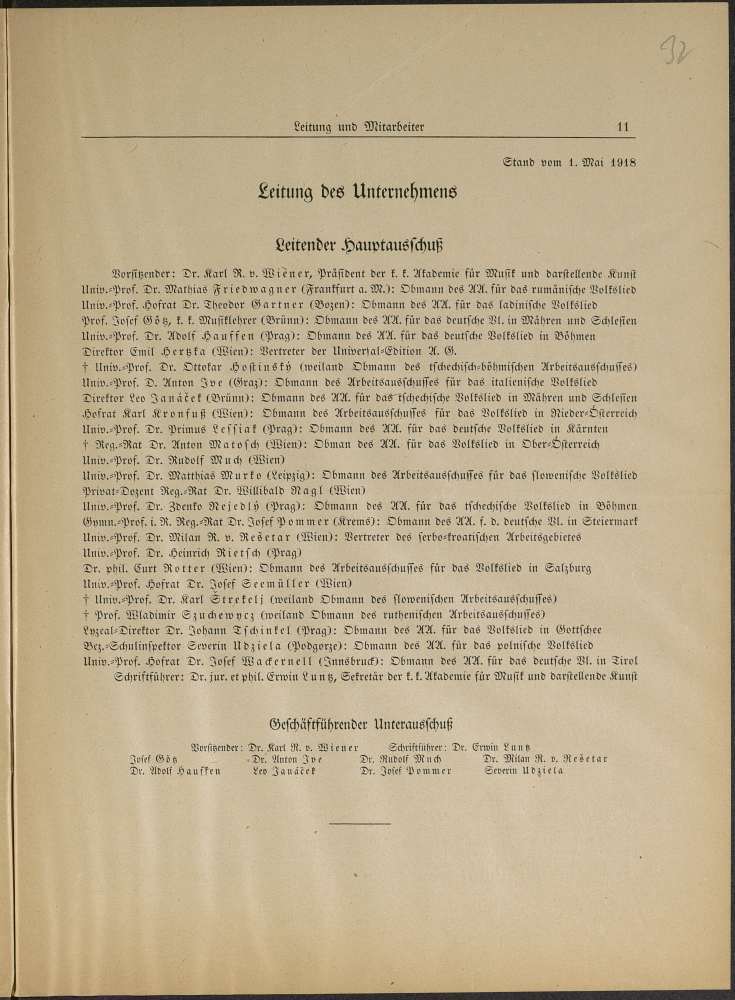 32
Leitung und Mitarbeiter 11
Stand vom 1. Mai 1918
Leitung des Unternehmens
Leitender Hauptausschuß
Vorsitzender: Dr. Karl R. v. Wiener, Präsident der k. k. Akademie für Musik und darstellende Kunst
Univ.-Prof. Dr. Mathias Friedwagner (Frankfurt a. M.): Obmann des AA. für das rumänische Volkslied
Univ.-Prof. Hofrat Dr. Theodor Gartner (Bozen): Obmann des AA. für das ladinische Volkslied
Prof. Josef Götz, k. k. Musiklehrer (Brünn): Obmann des AA. für das deutsche Vl. in Mähren und Schlesien
Univ.-Prof. Dr. Adolf Hauffen (Prag): Obmann des AA. für das deutsche Volkslied in Böhmen
Direktor Emil Hertzka (Wien): Vertreter der Universal-Edition A. G.
† Univ.-Prof. Dr. Ottokar Hostinský (weiland Obmann des tschechisch-böhmischen Arbeitsausschusses)
Univ.-Prof. D. Anton Ive (Graz): Obmann des Arbeitsausschusses für das italienische Volkslied
Direktor Leo Janáček (Brünn): Obmann des AA. für das tschechische Volkslied in Mähren und Schlesien
Hofrat Karl Kronfuß (Wien): Obmann des Arbeitsausschusses für das Volkslied in Nieder-Österreich
Univ.-Prof. Dr. Primus Lessiak (Prag): Obmann des AA. für das deutsche Volkslied in Kärnten
† Reg.-Rat Dr. Anton Matosch (Wien): Obman des AA. für das Volkslied in Ober-Österreich
Univ.-Prof. Dr. Rudolf Much (Wien)
Univ.-Prof. Dr. Matthias Murko (Leipzig): Obmann des Arbeitsausschusses für das slowenische Volkslied
Privat-Dozent Reg.-Rat Dr. Willibald Nagl (Wien)
Univ.-Prof. Dr. Zdenko Nejedlý (Prag): Obmann des AA. für das tschechische Volkslied in Böhmen
Gymn.-Prof. i. R. Reg.-Rat Dr. Josef Pommer (Krems): Obmann des AA. f. d. deutsche Vl. in Steiermark
Univ.-Prof. Dr. Milan R. v. Rešetar (Wien): Vertreter des serbo-kroatischen Arbeitsgebietes
Univ.-Prof. Dr. Heinrich Rietsch (Prag)
Dr. phil. Curt Rotter (Wien): Obmann des Arbeitsausschusses für das Volkslied in Salzburg
Univ.-Prof. Hofrat Dr. Josef Seemüller (Wien)
† Univ.-Prof. Dr. Karl Štrekelj (weiland Obmann des slowenischen Arbeitsausschusses)
† Prof. Wladimir Szuchewycz (weiland Obmann des ruthenischen Arbeitsausschusses)
Lyzeal-Direktor Dr. Johann Tschinkel (Prag): Obmann des AA. für das Volkslied in Gottschee
Bez.-Schulinspektor Severin Udziela (Podgorze): Obmann des AA. für das polnische Volkslied
Univ.-Prof. Hofrat Dr. Josef Wackernell (Innsbruck): Obmann des AA. für das deutsche Vl. in Tirol
Schriftführer: Dr. jur. et phil. Erwin Luntz, Sekretär der k. k. Akademie für Musik und darstellende Kunst
Geschäftführender Unterausschuß
Vorsitzender: Dr. Karl R. v. Wiener Schriftführer: Dr. Erwin Luntz
Josef Götz Dr. Anton Ive Dr. Rudolf Much Dr. Milan R. v. Rešetar
Dr. Adolf Hauffen Leo Janáček Dr. Josef Pommer Severin Udziela